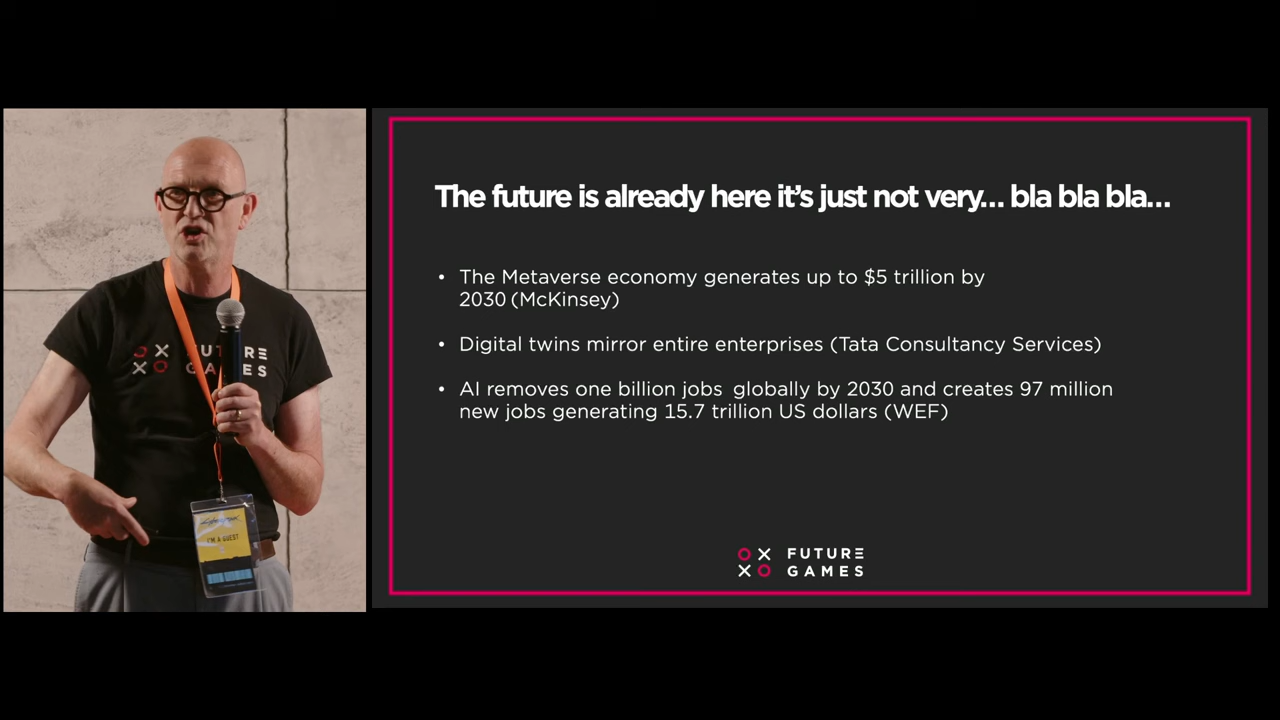 The future is already here it's just not very... bla bla bla...
• The Metaverse economy generates up to $5 trillion by
2030 (McKinsey)
• Digital twins mirror entire enterprises (Tata Consultancy Services)
• AI removes one billion jobs  globally by 2030 and creates 97 million
new jobs generating 15.7 trillion US dollars (WEF)
FUTURE
GAMES
FUTURE
GAMES
I'M A GUEST